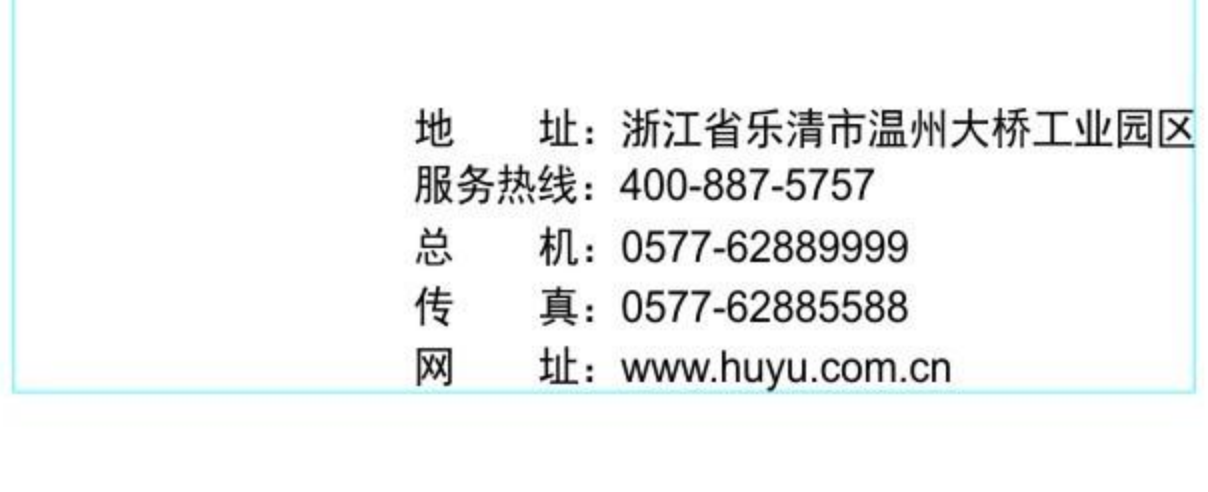 地　　址：浙江省乐清市温州大桥工业园区
服务热线：400-887-5757
总　　机：0577-62889999
传　　真：0577-62885588
网　　址：www.huyu.com.cn